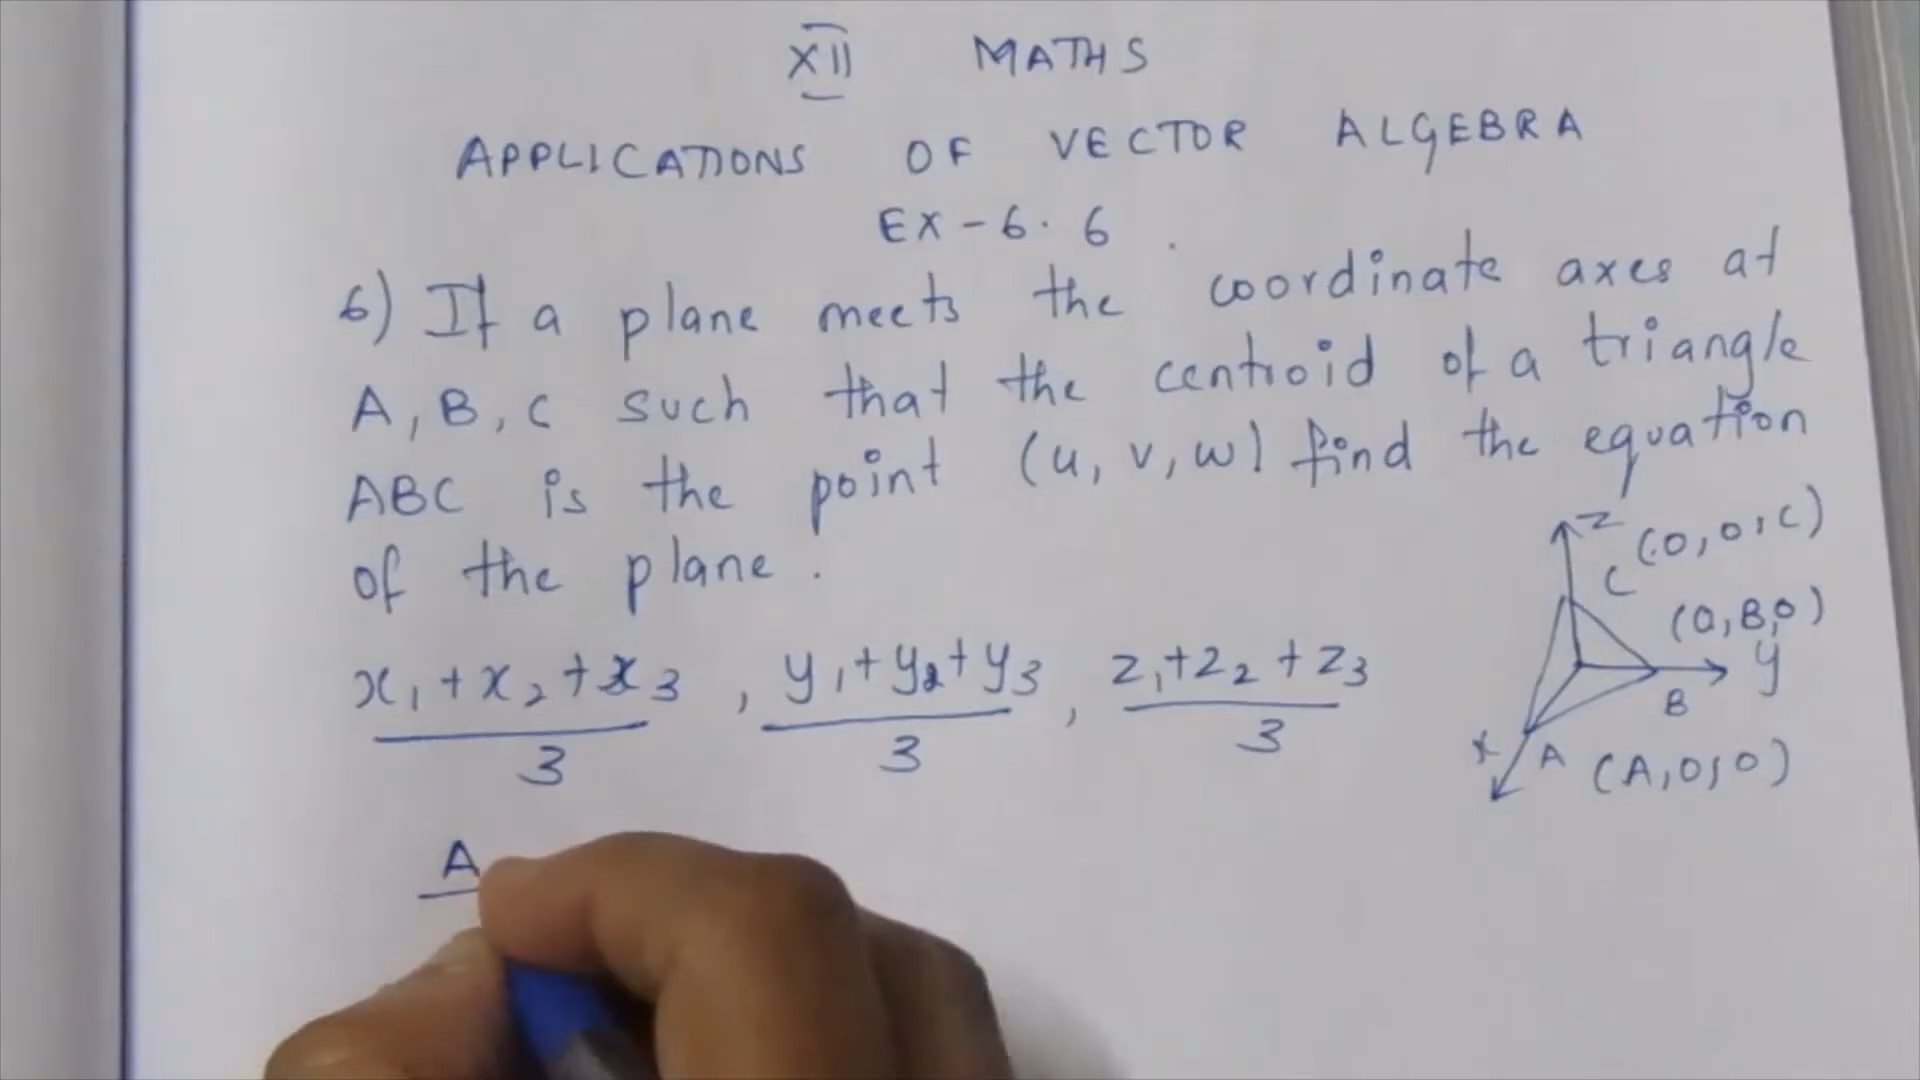 XII MATHS
APPLICATIONS OF VECTOR ALGEBRA
EX-6.6
6) If a plane meets the coordinate axes at
A, B, C such that the centroid of a triangle
ABC is the point (u, v, w) find the equation
of the plane.
z
(0, 0, C)
C
(0, B, 0)
x₁ + x₂ + x₃ / 3 , y₁ + y₂ + y₃ / 3 , z₁ + z₂ + z₃ / 3
y
B
x A (A, 0, 0)
A